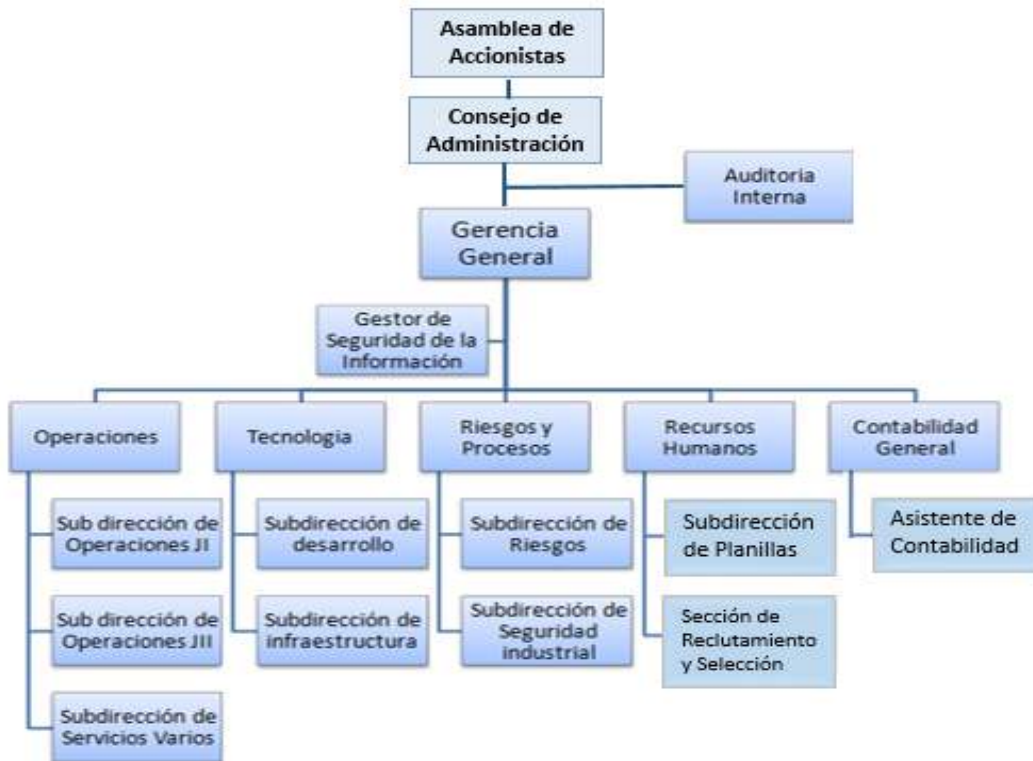 Asamblea de
Accionistas
Consejo de
Administración
Auditoria
Interna
Gerencia
General
Gestor de
Seguridad de la
Información
Operaciones
Tecnologia
Riesgos y
Procesos
Recursos
Humanos
Contabilidad
General
Sub dirección de
Operaciones JI
Subdirección de
desarrollo
Subdirección de
Riesgos
Subdirección
de Planillas
Asistente de
Contabilidad
Sub dirección de
Operaciones JII
Subdirección de
infraestructura
Subdirección de
Seguridad
industrial
Sección de
Reclutamiento
y Selección
Subdirección de
Servicios Varios